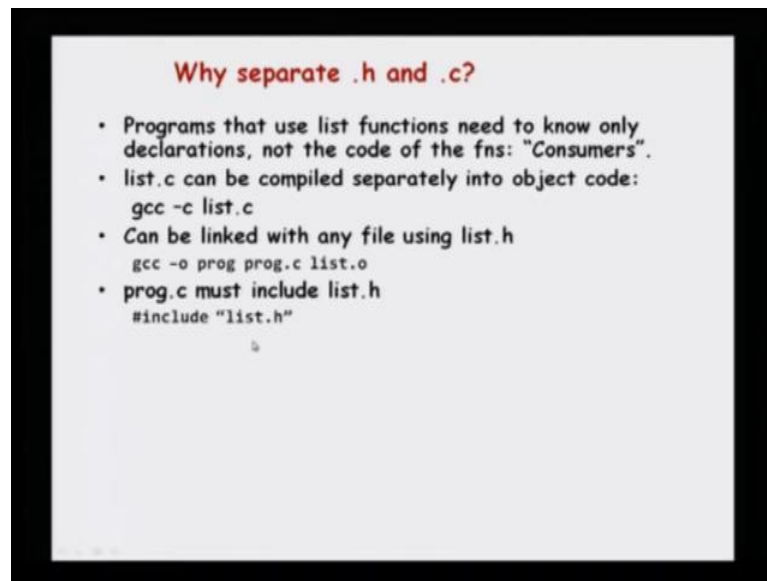 Why separate .h and .c?
• Programs that use list functions need to know only
declarations, not the code of the fns: "Consumers".
• list.c can be compiled separately into object code:
gcc -c list.c
• Can be linked with any file using list.h
gcc -o prog prog.c list.o
• prog.c must include list.h
#include "list.h"